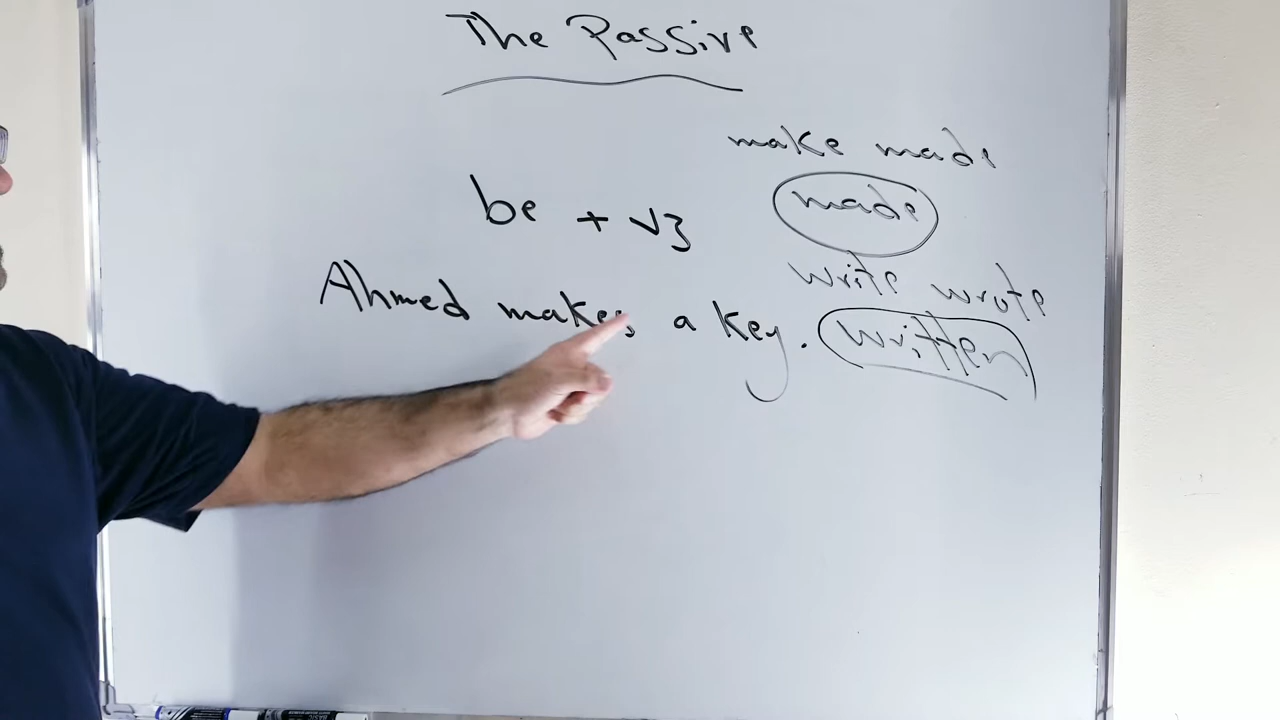 The Passive
make made
made
be + V3
write wrote
written
Ahmed makes a key.